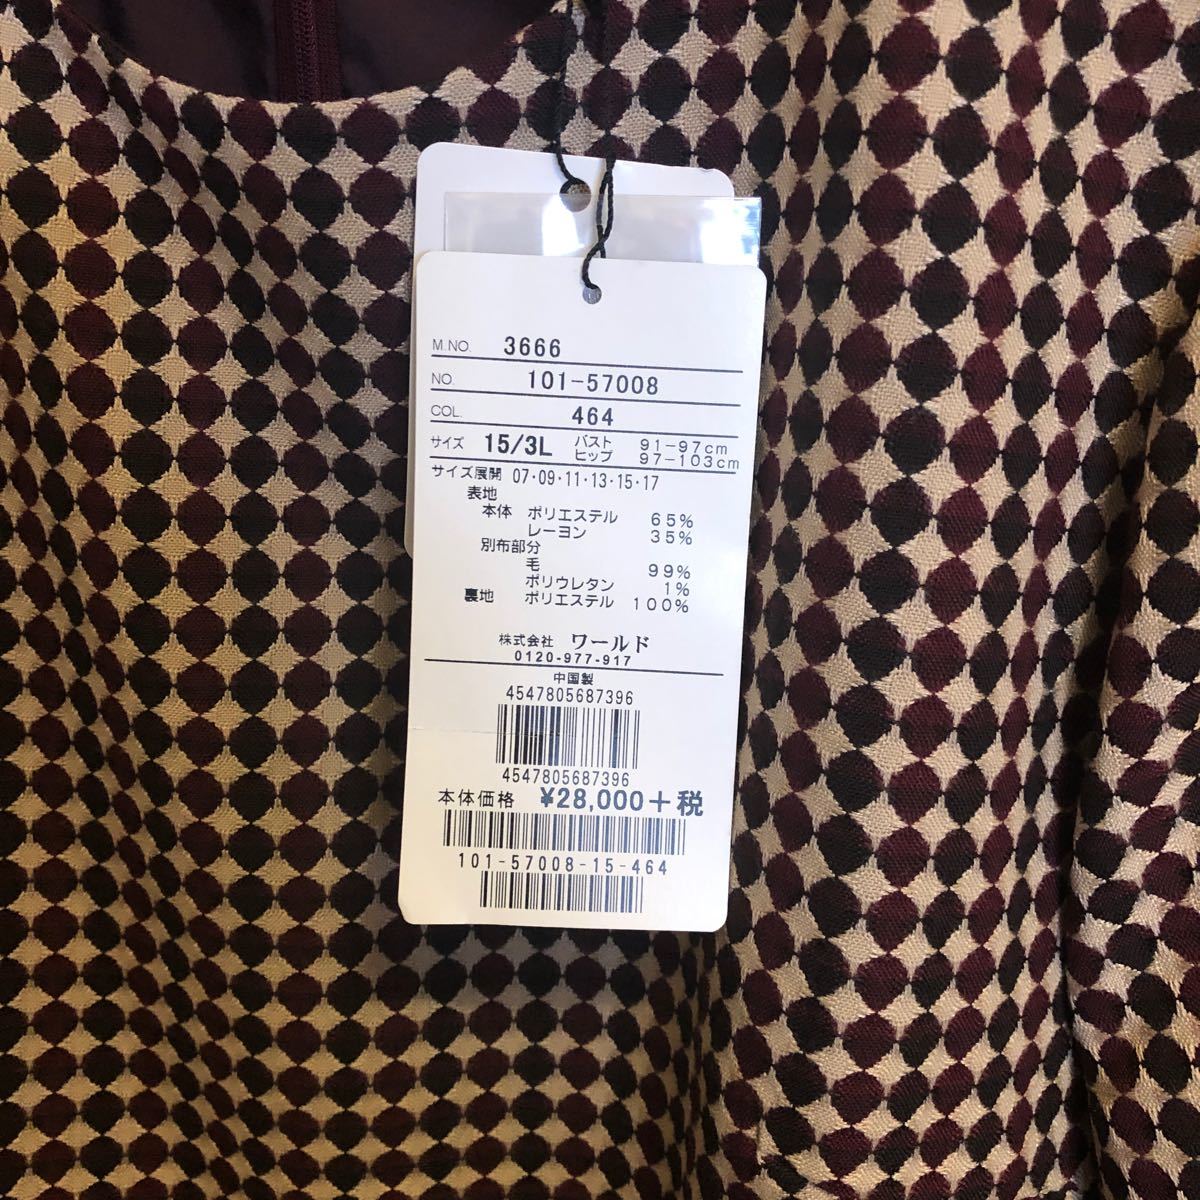 M.NO. 3666
NO. 101-57008
COL. 464
サイズ 15/3L バスト 91-97cm
ヒップ 97-103cm
サイズ展開 07・09・11・13・15・17
表地
本体 ポリエステル 65%
レーヨン 35%
別布部分
毛 99%
ポリウレタン 1%
裏地 ポリエステル 100%
株式会社 ワールド
0120-977-917
中国製
4547805687396
4547805687396
本体価格 ¥28,000+税
101-57008-15-464